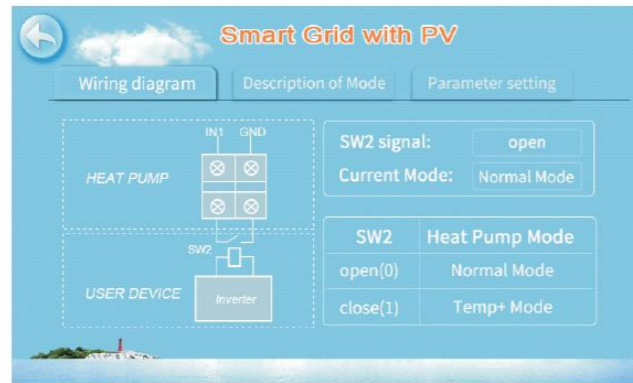 Smart Grid with PV
Wiring diagram
Description of Mode
Parameter setting
IN1 GND
HEAT PUMP
SW2
USER DEVICE
Inverter
SW2 signal: open
Current Mode: Normal Mode
SW2 Heat Pump Mode
open(0) Normal Mode
close(1) Temp+ Mode